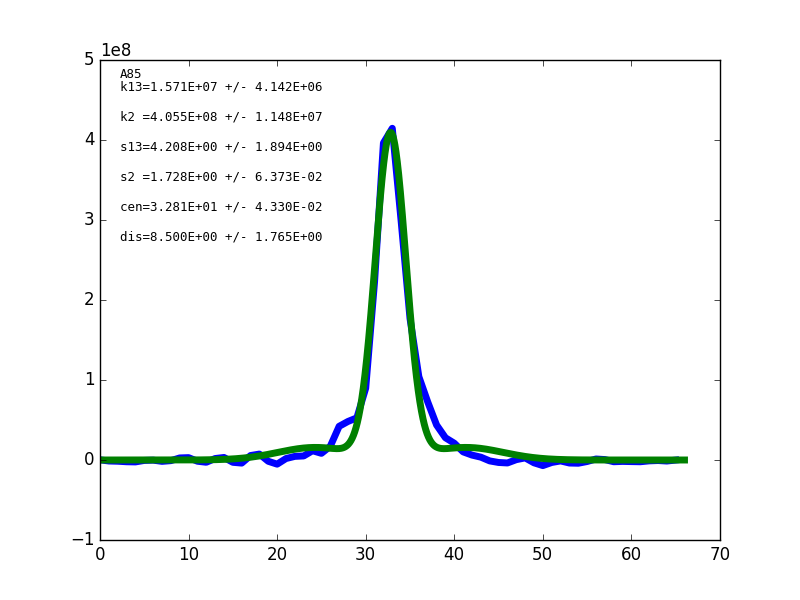 1e8
5
4
3
2
1
0
−1
A85
k13=1.571E+07 +/- 4.142E+06
k2 =4.055E+08 +/- 1.148E+07
s13=4.208E+00 +/- 1.894E+00
s2 =1.728E+00 +/- 6.373E-02
cen=3.281E+01 +/- 4.330E-02
dis=8.500E+00 +/- 1.765E+00
0 10 20 30 40 50 60 70